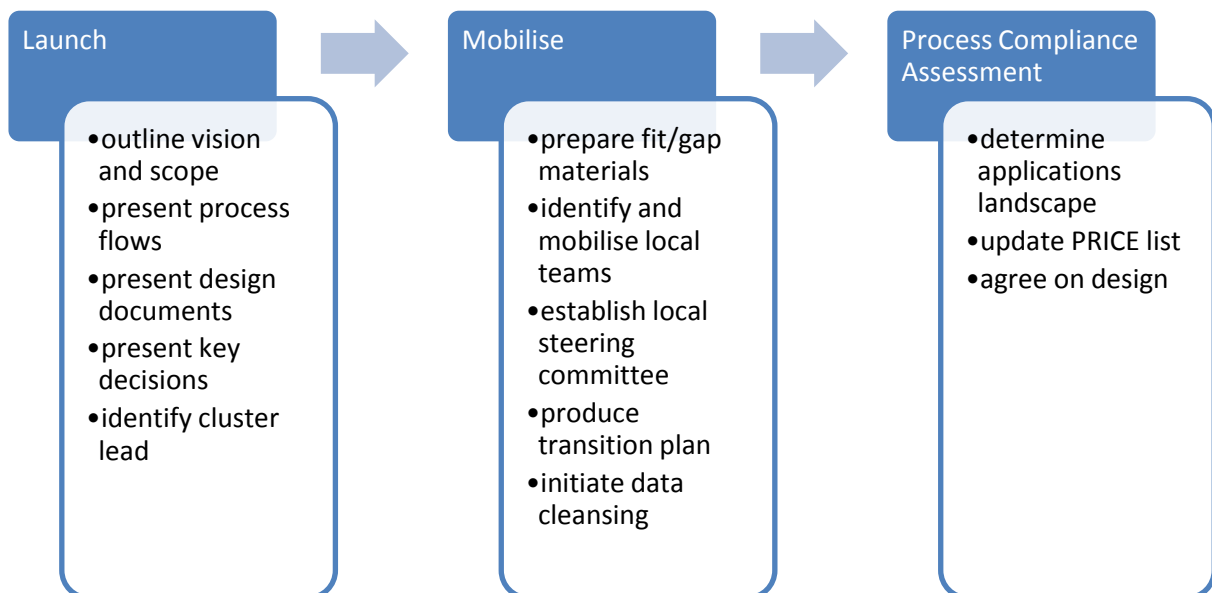 Launch
•outline vision
and scope
•present process
flows
•present design
documents
•present key
decisions
•identify cluster
lead
Mobilise
•prepare fit/gap
materials
•identify and
mobilise local
teams
•establish local
steering
committee
•produce
transition plan
•initiate data
cleansing
Process Compliance
Assessment
•determine
applications
landscape
•update PRICE list
•agree on design